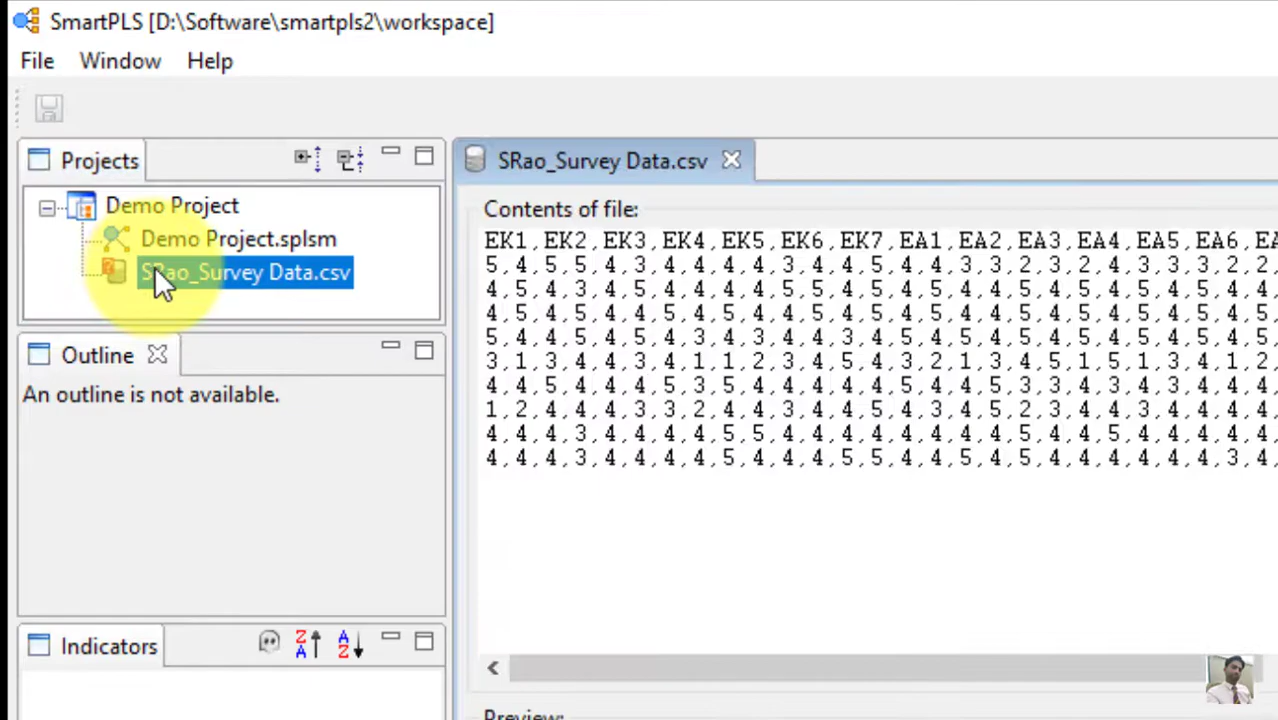 SmartPLS [D:\Software\smartpls2\workspace]
File Window Help
Projects
Demo Project
Demo Project.splsm
SRao_Survey Data.csv
Outline
An outline is not available.
Indicators
SRao_Survey Data.csv
Contents of file:
EK1,EK2,EK3,EK4,EK5,EK6,EK7,EA1,EA2,EA3,EA4,EA5,EA6,EA
5,4,5,5,4,3,4,4,4,4,3,4,4,5,4,4,3,3,2,3,2,4,3,3,3,2,2,
4,5,4,3,4,5,4,4,4,4,5,5,4,5,4,5,4,4,5,4,5,4,4,5,4,4,5,
4,5,4,5,4,5,4,5,4,5,4,5,4,5,4,5,4,5,4,5,4,5,4,5,4,5,
5,4,4,5,4,5,4,3,4,3,4,4,3,4,5,4,5,4,5,4,5,4,5,4,5,4,5,
3,1,3,4,4,3,4,1,1,2,3,4,5,4,3,2,1,3,4,5,1,5,1,3,4,1,2,
4,4,5,4,4,4,5,3,5,4,4,4,4,4,5,4,4,5,3,3,4,3,4,3,4,4,4,
1,2,4,4,4,3,3,2,4,4,3,4,4,5,4,3,4,5,2,3,4,4,3,4,4,4,4
4,4,4,3,4,4,4,4,5,5,4,4,4,4,4,4,4,4,5,4,4,5,4,4,4,4
4,4,4,3,4,4,4,4,5,4,4,4,5,5,4,4,5,4,5,4,4,4,4,4,4,3,4,
Preview: